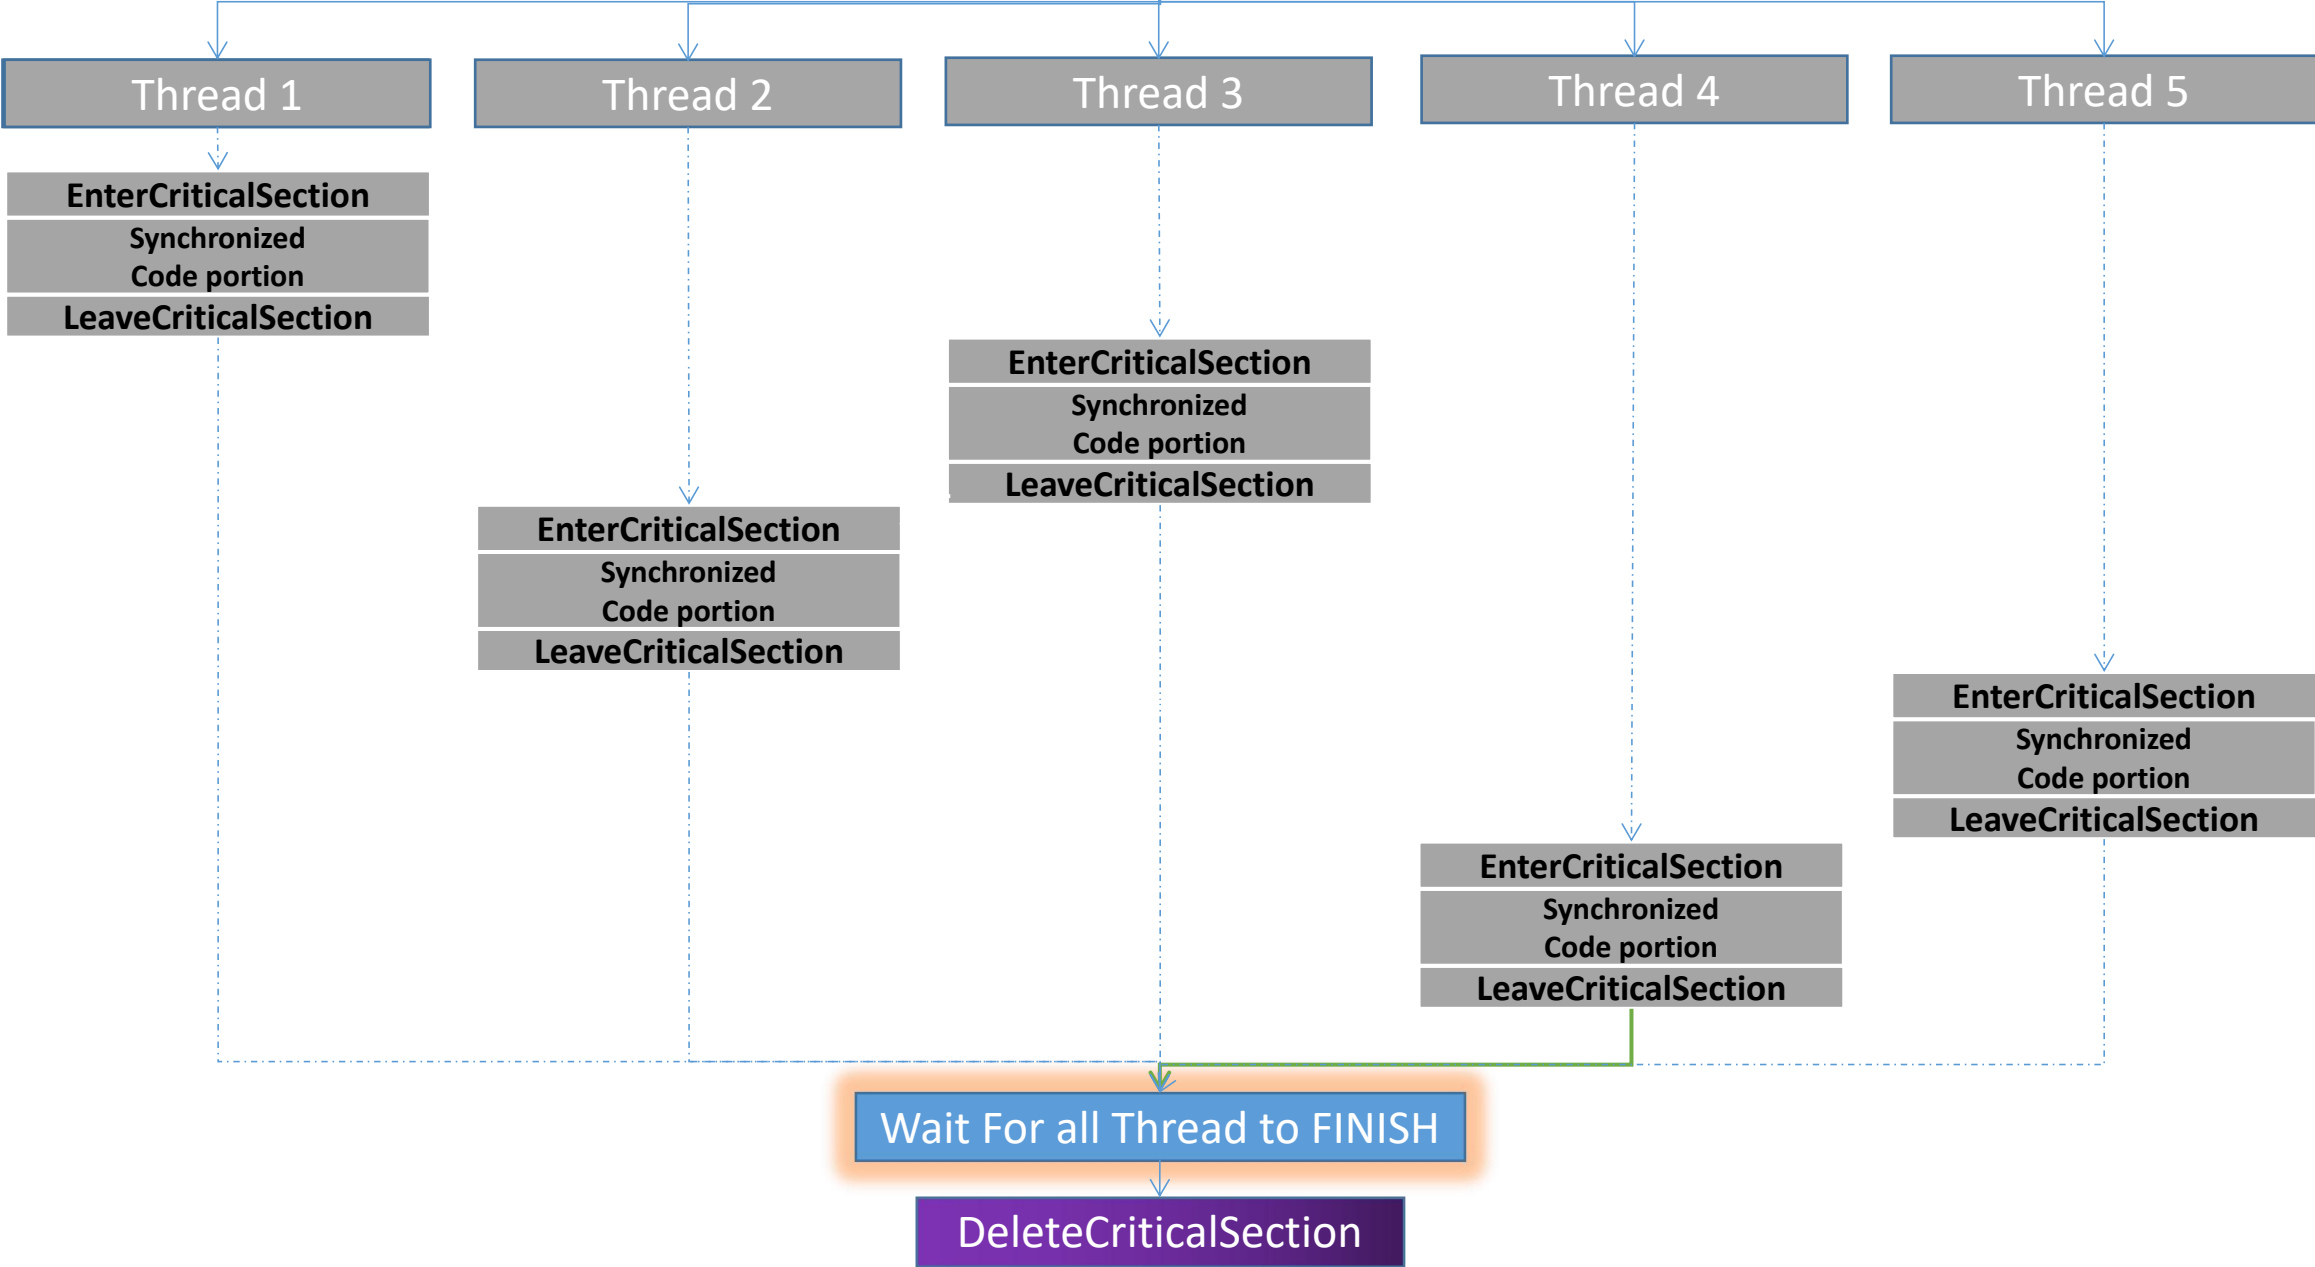 Thread 1
Thread 2
Thread 3
Thread 4
Thread 5
EnterCriticalSection
Synchronized
Code portion
LeaveCriticalSection
EnterCriticalSection
Synchronized
Code portion
LeaveCriticalSection
EnterCriticalSection
Synchronized
Code portion
LeaveCriticalSection
EnterCriticalSection
Synchronized
Code portion
LeaveCriticalSection
EnterCriticalSection
Synchronized
Code portion
LeaveCriticalSection
Wait For all Thread to FINISH
DeleteCriticalSection